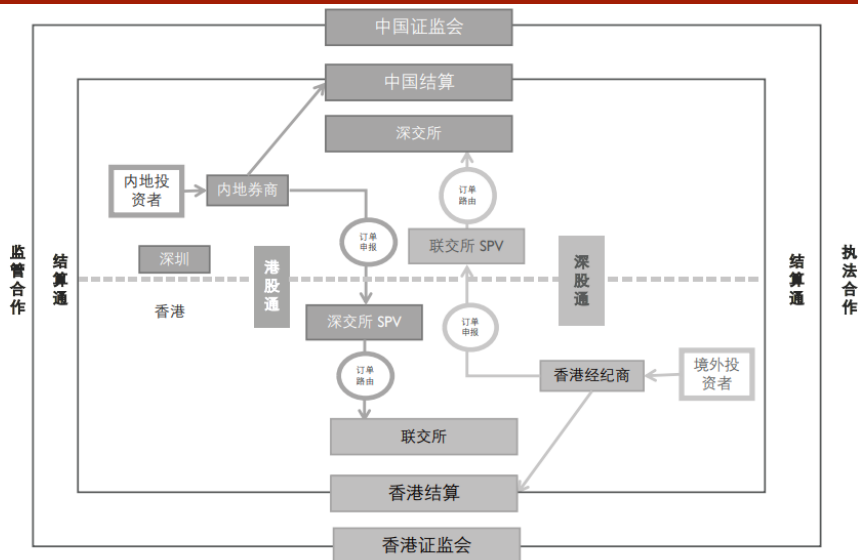 中国证监会
中国结算
深交所
内地投
资者
内地券商
订单
路由
订单
申报
联交所 SPV
监管合作
结算通
深圳
港股通
深股通
结算通
执法合作
香港
深交所 SPV
订单
申报
订单
路由
香港经纪商
境外投
资者
联交所
香港结算
香港证监会